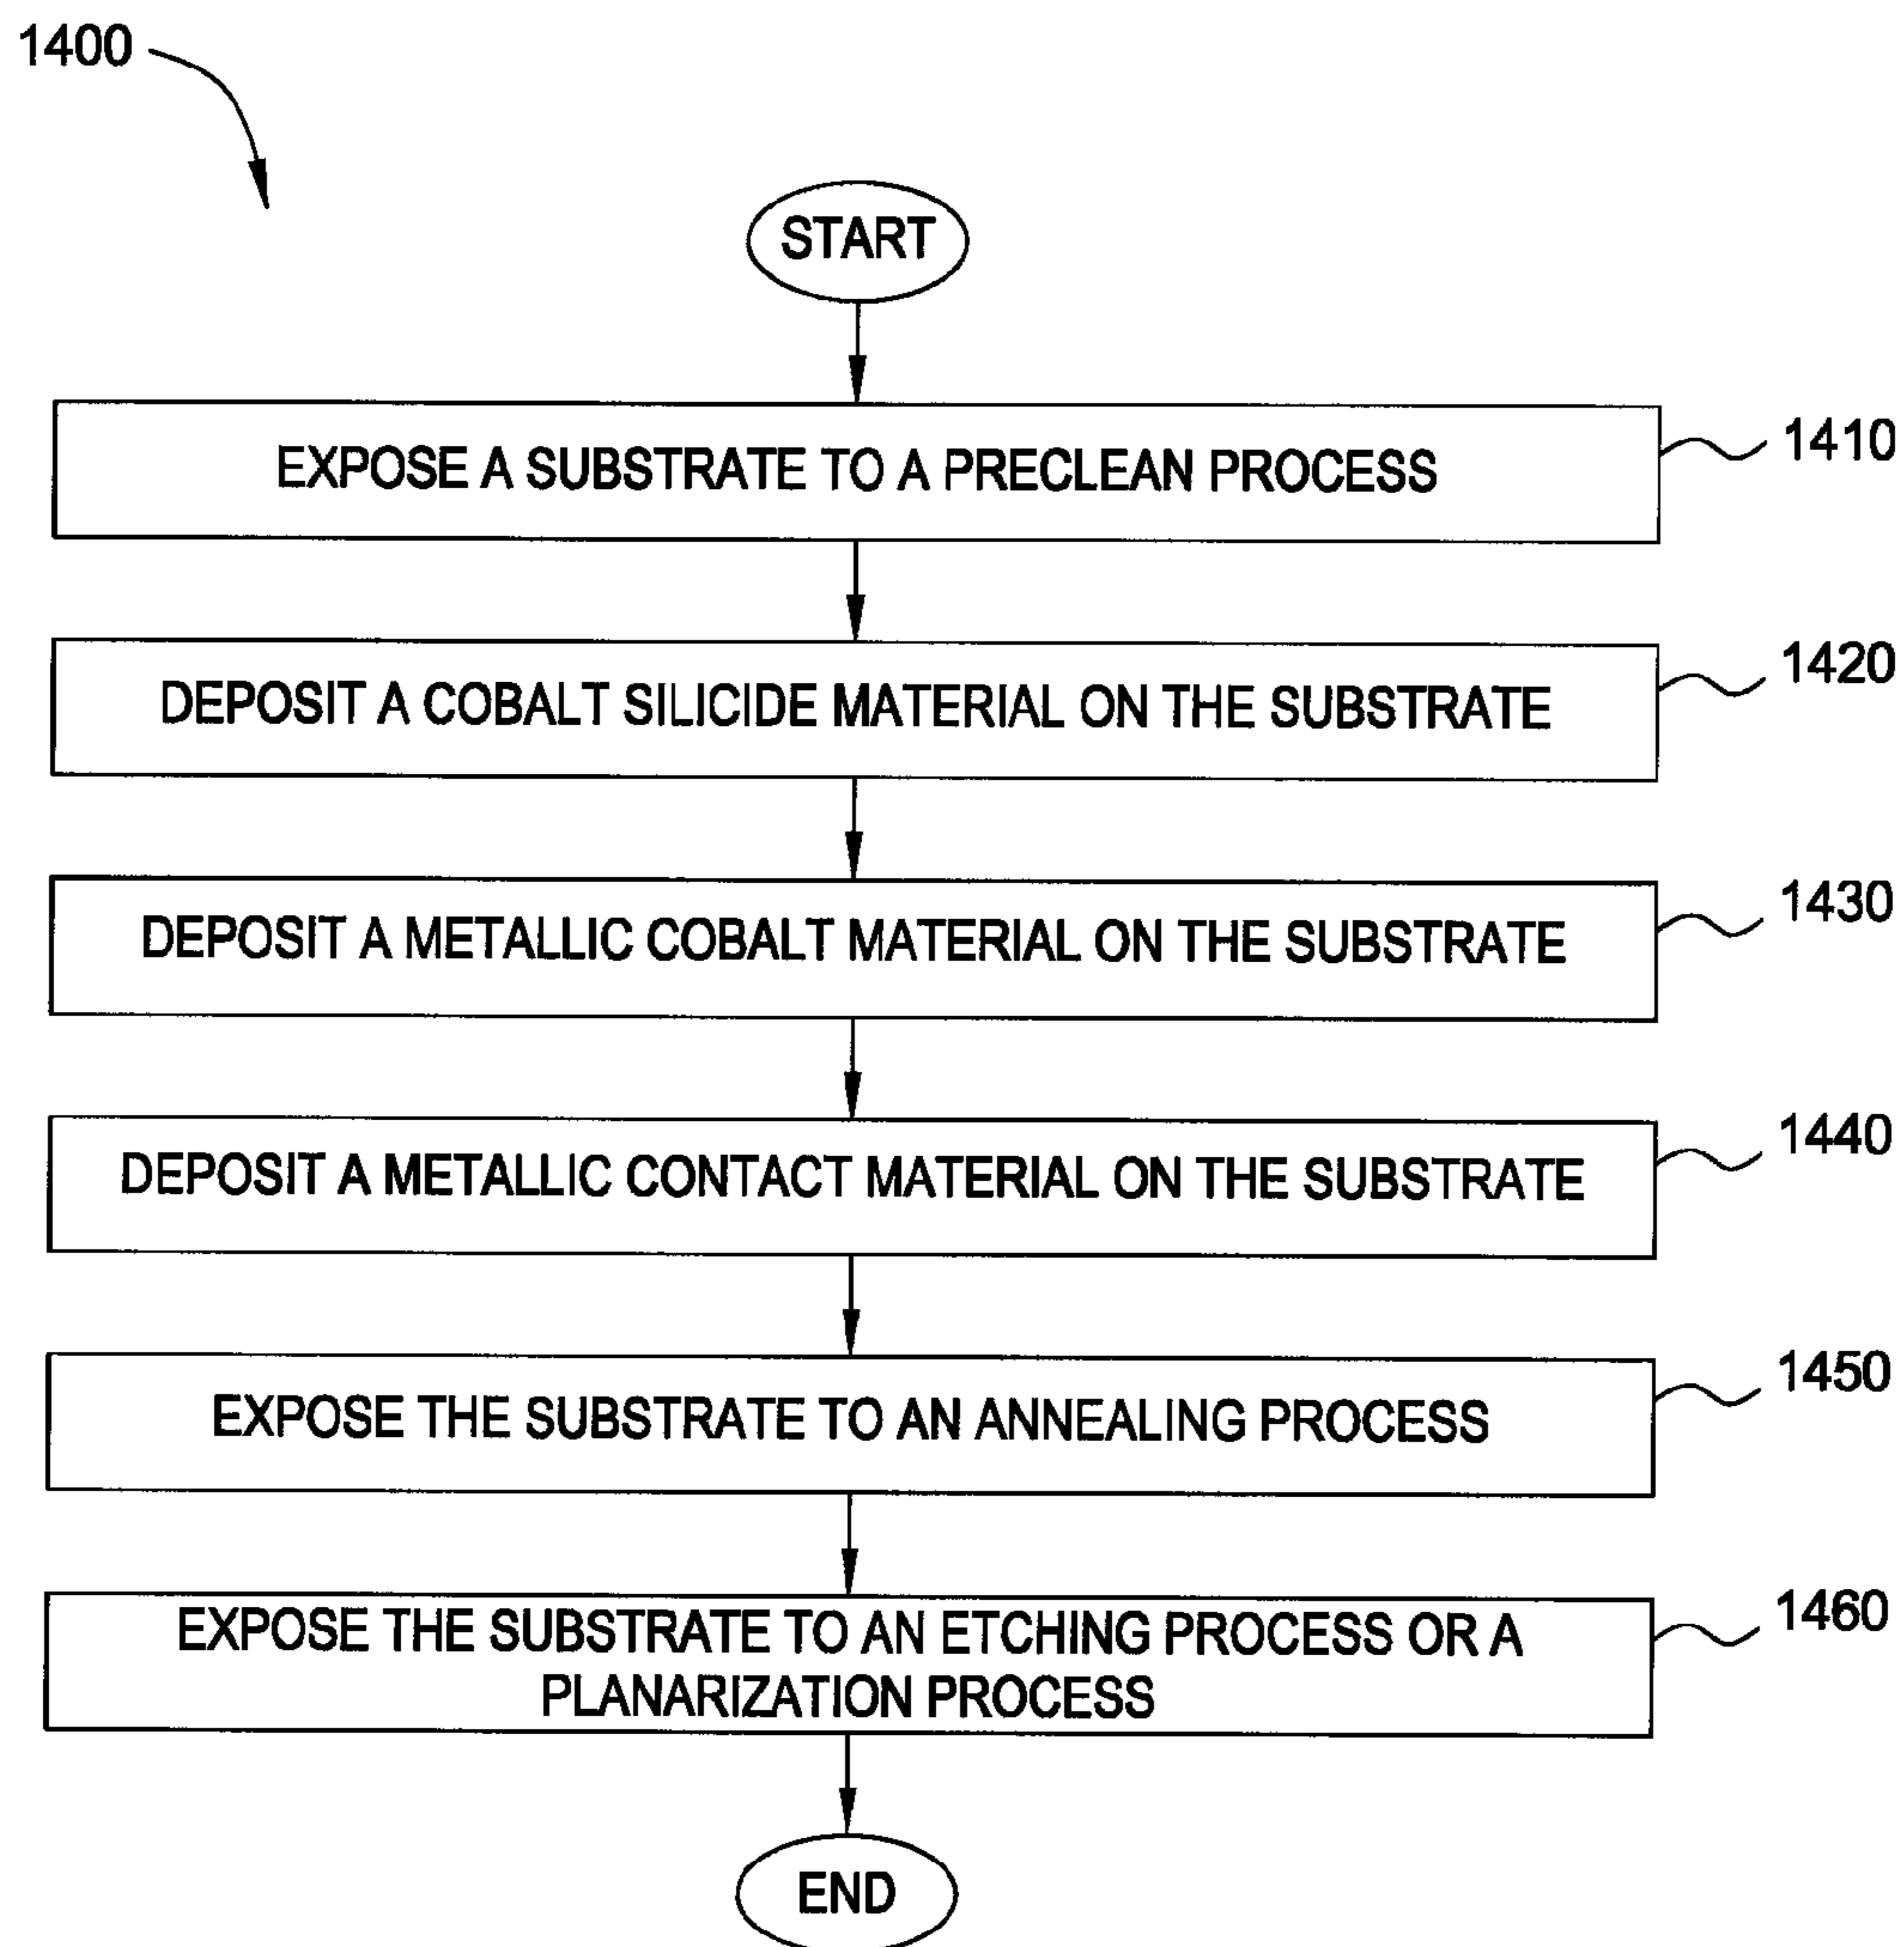 1400
START
EXPOSE A SUBSTRATE TO A PRECLEAN PROCESS
1410
DEPOSIT A COBALT SILICIDE MATERIAL ON THE SUBSTRATE
1420
DEPOSIT A METALLIC COBALT MATERIAL ON THE SUBSTRATE
1430
DEPOSIT A METALLIC CONTACT MATERIAL ON THE SUBSTRATE
1440
EXPOSE THE SUBSTRATE TO AN ANNEALING PROCESS
1450
EXPOSE THE SUBSTRATE TO AN ETCHING PROCESS OR A
PLANARIZATION PROCESS
1460
END